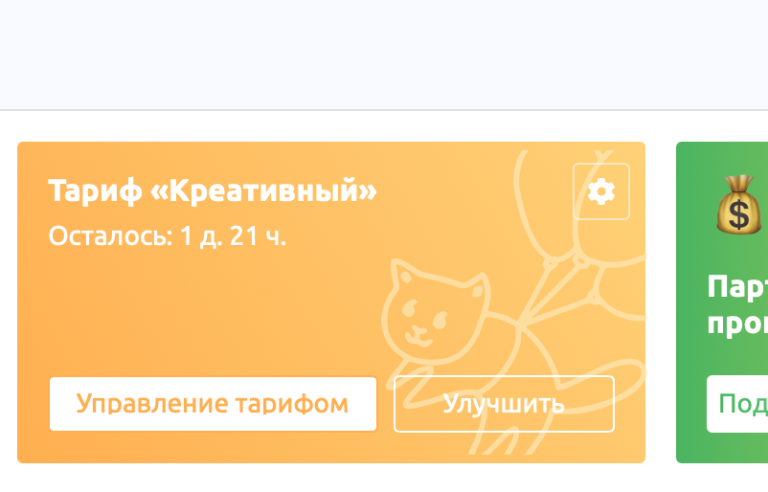 Тариф «Креативный»
Осталось: 1 д. 21 ч.
Управление тарифом
Улучшить
$